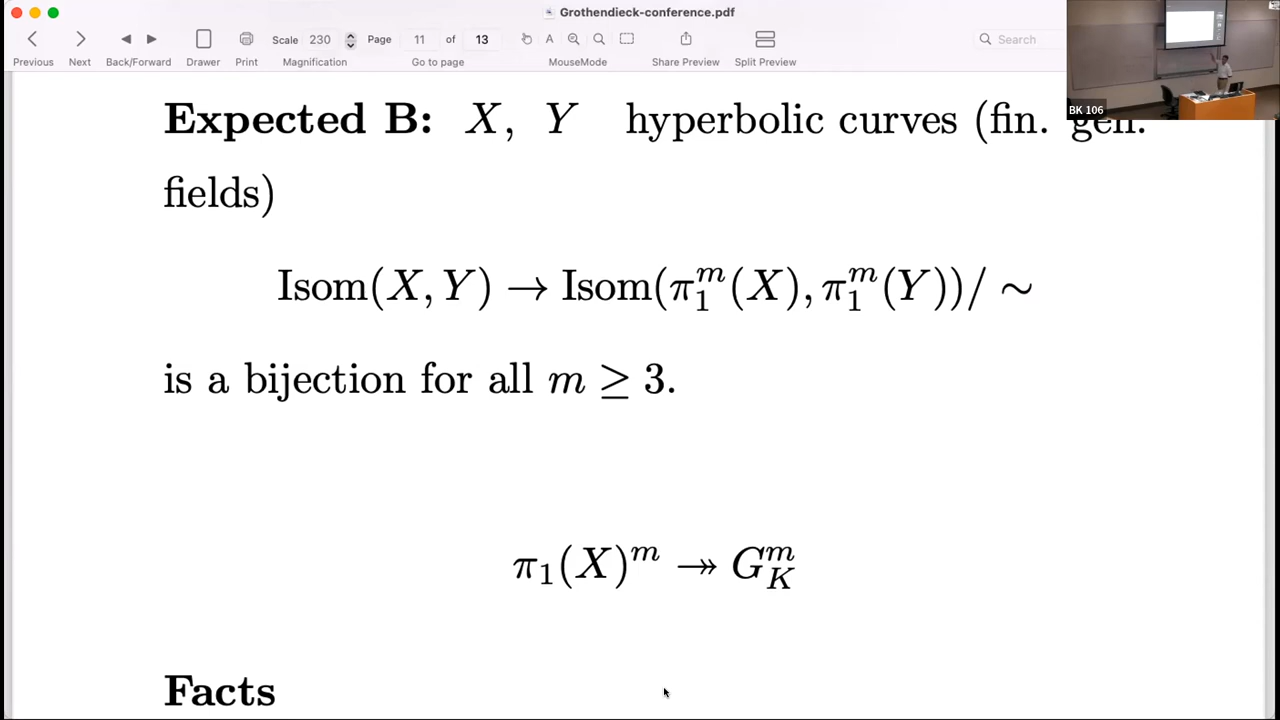 Grothendieck-conference.pdf
Previous Next Back/Forward Drawer Print Scale 230 Magnification Page 11 of 13 Go to page A MouseMode Share Preview Split Preview Search
BK 106
Expected B: X, Y hyperbolic curves (fin. gen.
fields)
Isom(X, Y) → Isom(π₁ᵐ(X), π₁ᵐ(Y))/ ∼
is a bijection for all m ≥ 3.
π₁(X)ᵐ ↠ G_K^m
Facts